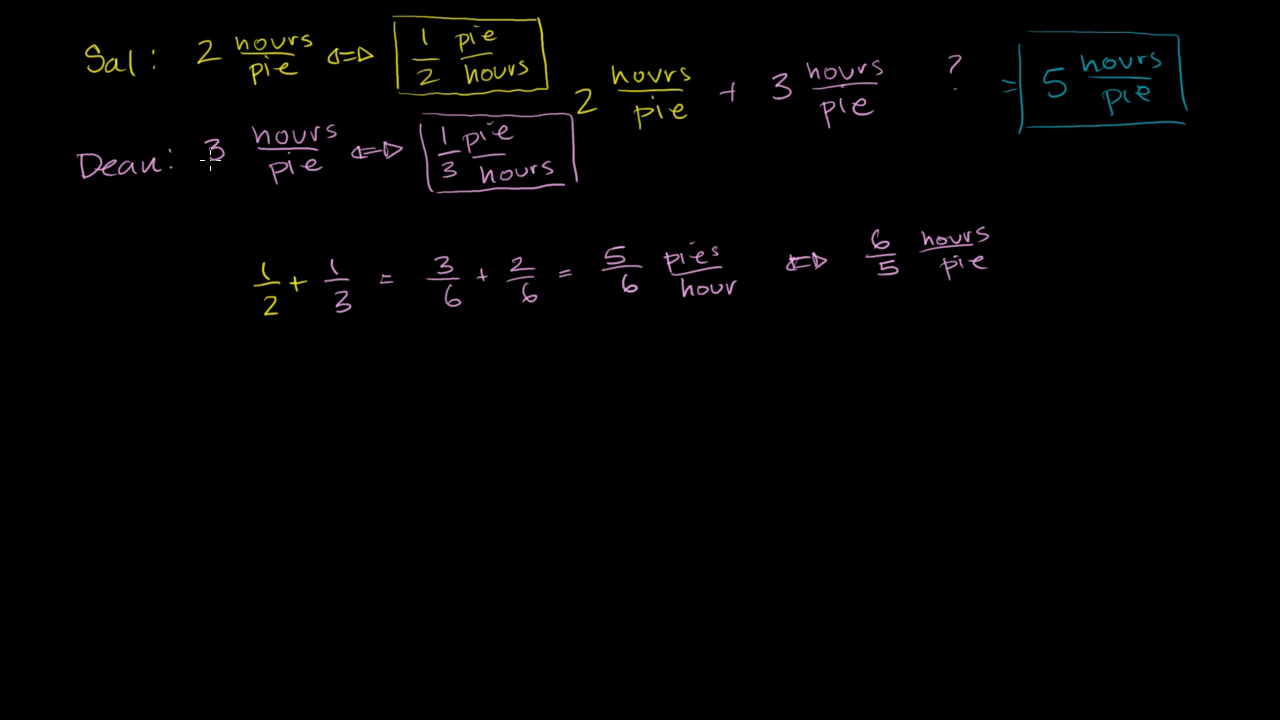 Sal: 2 hours/pie ⇔ 1/2 pie/hours
2 hours/pie + 3 hours/pie ? = 5 hours/pie
Dean: 3 hours/pie ⇔ 1/3 pie/hours
1/2 + 1/3 = 3/6 + 2/6 = 5/6 pies/hour ⇔ 6/5 hours/pie